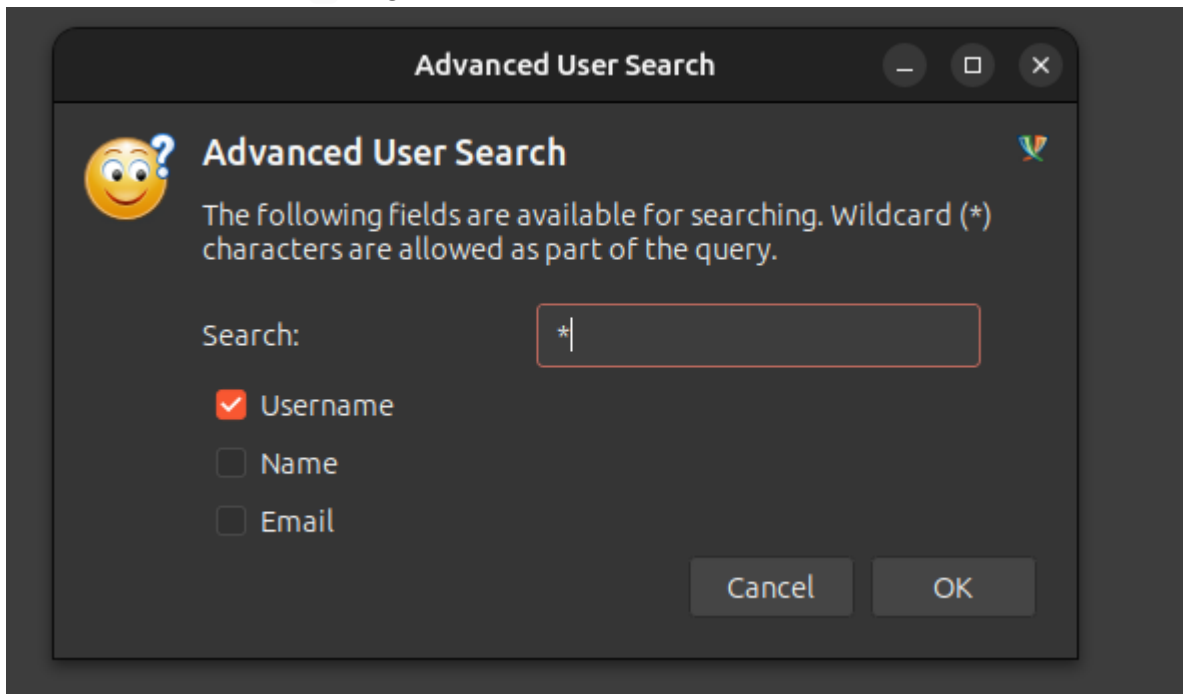 Advanced User Search
Advanced User Search
The following fields are available for searching. Wildcard (*)
characters are allowed as part of the query.
Search: *
Username
Name
Email
Cancel OK